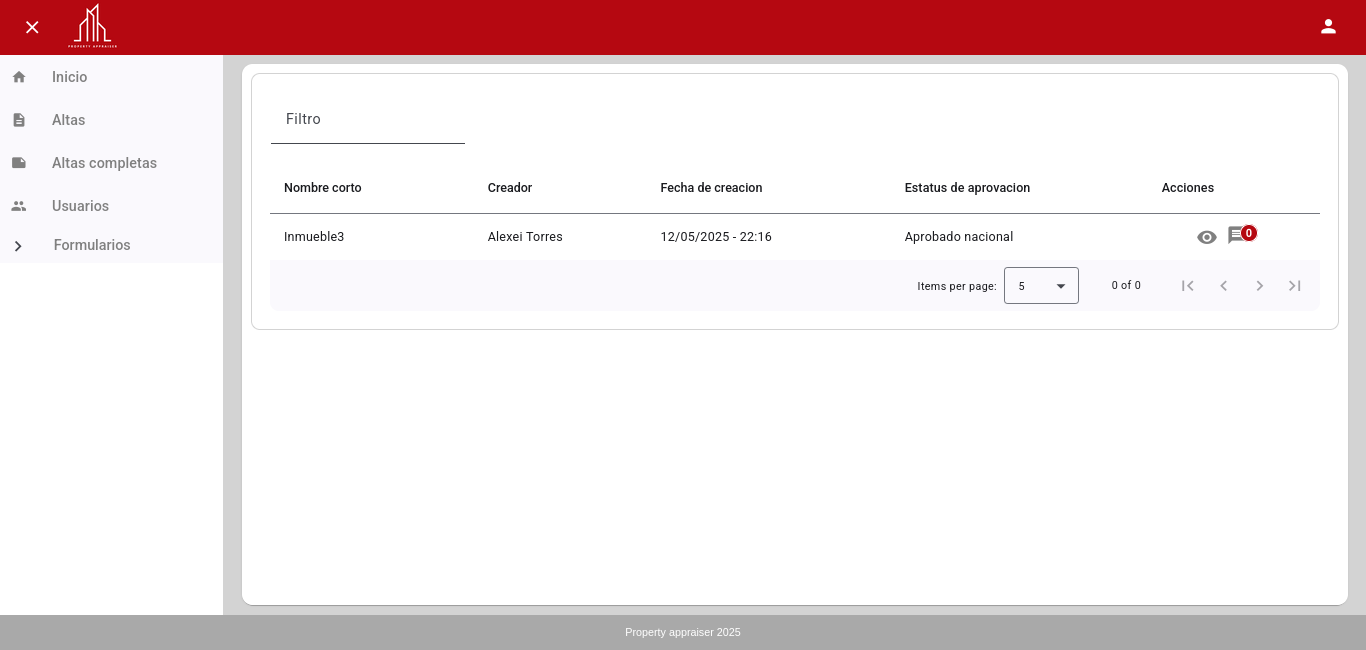 PROPERTY APPRAISER
Inicio
Altas
Altas completas
Usuarios
Formularios
Filtro
Nombre corto Creador Fecha de creacion Estatus de aprovacion Acciones
Inmueble3 Alexei Torres 12/05/2025 - 22:16 Aprobado nacional 0
Items per page: 5 0 of 0
Property appraiser 2025